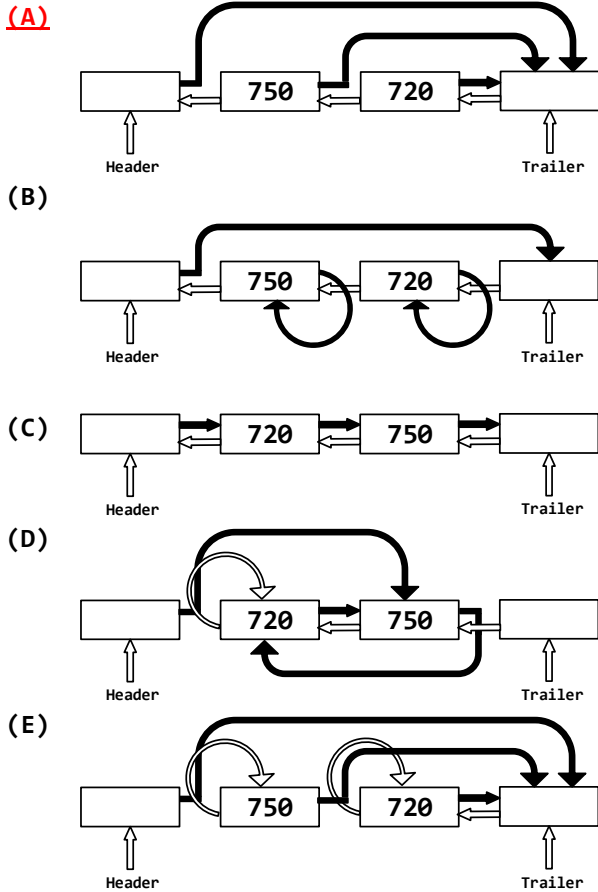 (A)
750 720
Header Trailer
(B)
750 720
Header Trailer
(C)
720 750
Header Trailer
(D)
720 750
Header Trailer
(E)
750 720
Header Trailer